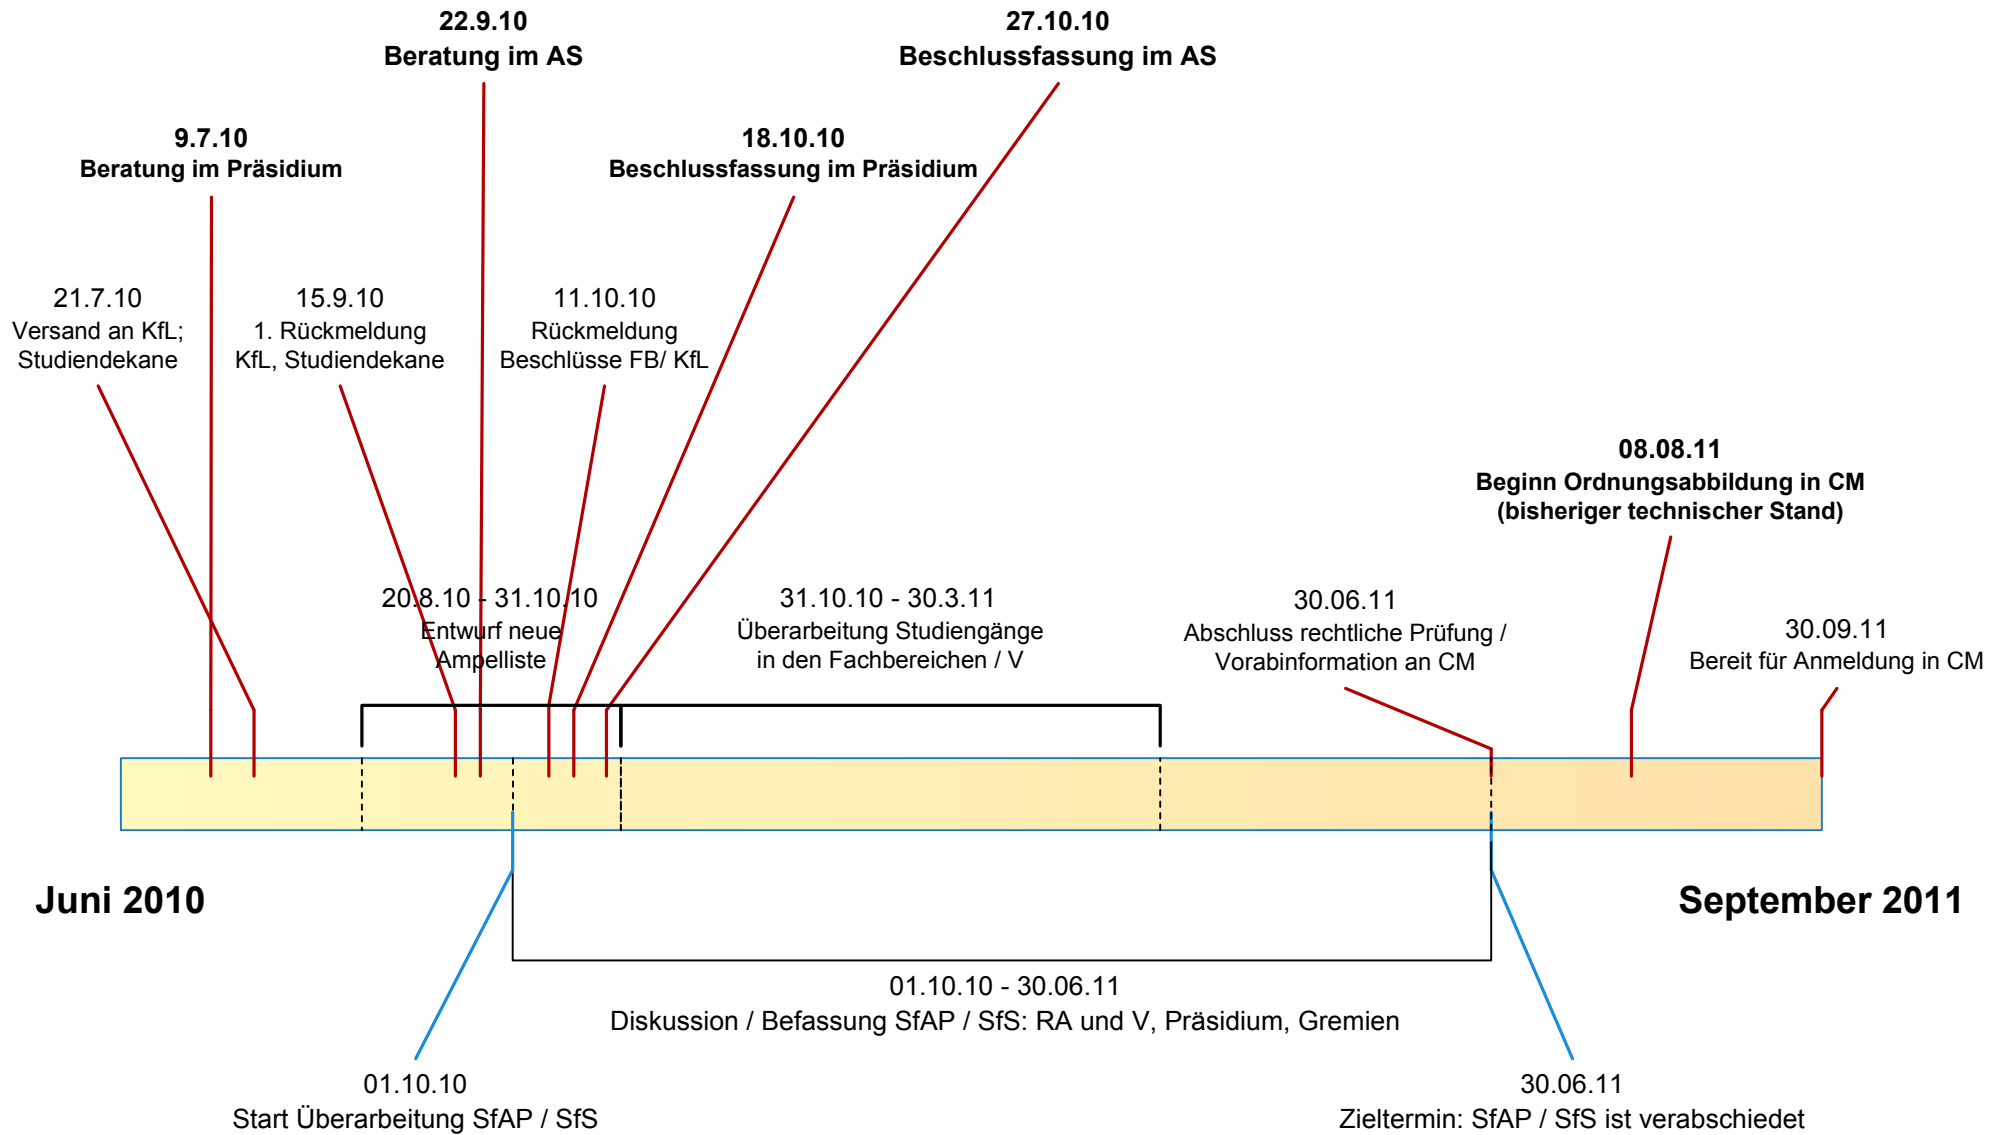 22.9.10
Beratung im AS
27.10.10
Beschlussfassung im AS
9.7.10
Beratung im Präsidium
18.10.10
Beschlussfassung im Präsidium
21.7.10
Versand an KfL;
Studiendekane
15.9.10
1. Rückmeldung
KfL, Studiendekane
11.10.10
Rückmeldung
Beschlüsse FB/ KfL
08.08.11
Beginn Ordnungsabbildung in CM
(bisheriger technischer Stand)
20.8.10 - 31.10.10
Entwurf neue
Ampelliste
31.10.10 - 30.3.11
Überarbeitung Studiengänge
in den Fachbereichen / V
30.06.11
Abschluss rechtliche Prüfung /
Vorabinformation an CM
30.09.11
Bereit für Anmeldung in CM
Juni 2010
September 2011
01.10.10 - 30.06.11
Diskussion / Befassung SfAP / SfS: RA und V, Präsidium, Gremien
01.10.10
Start Überarbeitung SfAP / SfS
30.06.11
Zieltermin: SfAP / SfS ist verabschiedet